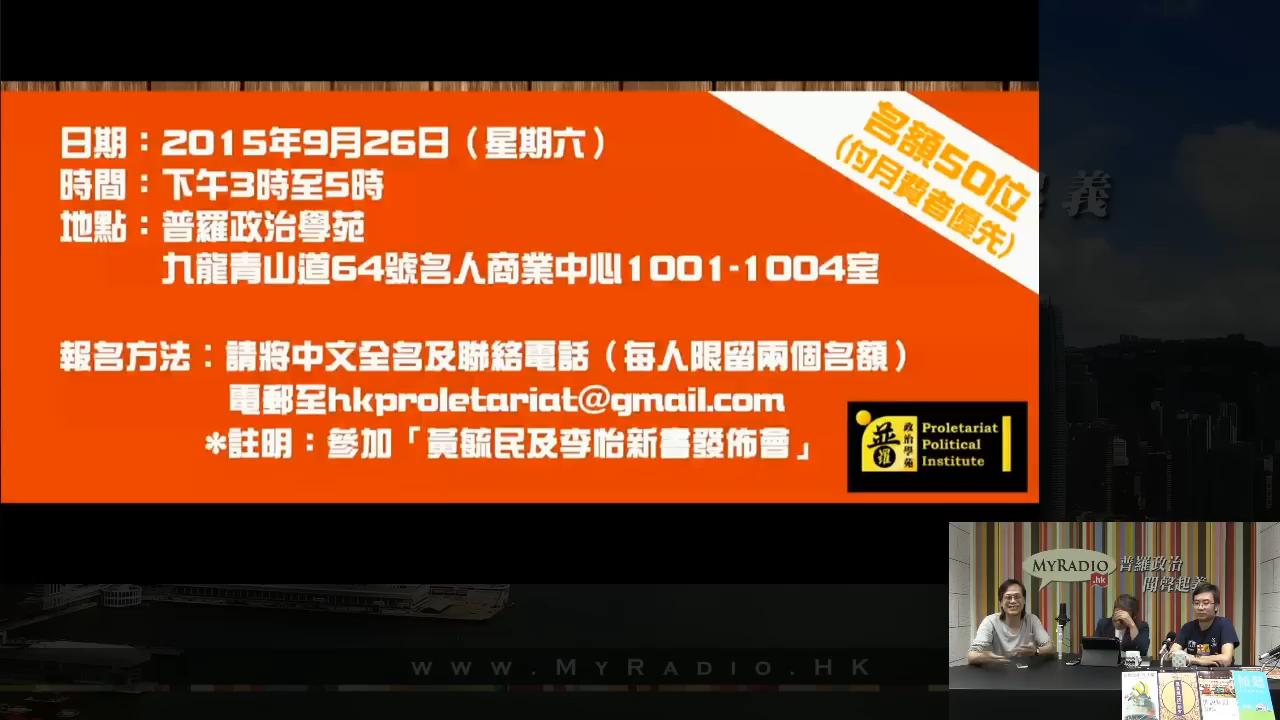 日期：2015年9月26日（星期六）
時間：下午3時至5時
地點：普羅政治學苑
九龍青山道64號名人商業中心1001-1004室
名額50位
(付月費者優先)
報名方法：請將中文全名及聯絡電話（每人限留兩個名額）
電郵至hkproletariat@gmail.com
*註明：參加「黃毓民及李怡新書發佈會」
普羅
政治學苑
Proletariat
Political
Institute
義
MYRADIO
.hk
普羅政治
聞聲起義
WWW.MYRADIO.HK